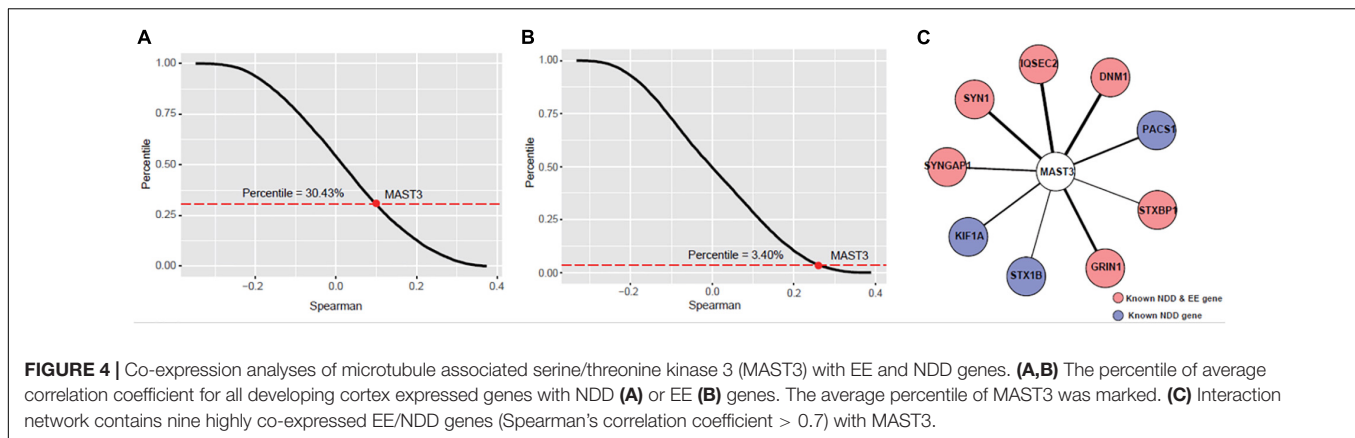 A
1.00
0.75
0.50
0.25
0.00
Percentile
Percentile = 30.43%
MAST3
−0.2
0.0
0.2
0.4
Spearman
B
1.00
0.75
0.50
0.25
0.00
Percentile
Percentile = 3.40%
MAST3
−0.2
0.0
0.2
0.4
Spearman
C
IQSEC2
DNM1
SYN1
PACS1
SYNGAP1
MAST3
STXBP1
KIF1A
STX1B
GRIN1
Known NDD & EE gene
Known NDD gene
FIGURE 4 | Co-expression analyses of microtubule associated serine/threonine kinase 3 (MAST3) with EE and NDD genes. (A,B) The percentile of average
correlation coefficient for all developing cortex expressed genes with NDD (A) or EE (B) genes. The average percentile of MAST3 was marked. (C) Interaction
network contains nine highly co-expressed EE/NDD genes (Spearman's correlation coefficient > 0.7) with MAST3.